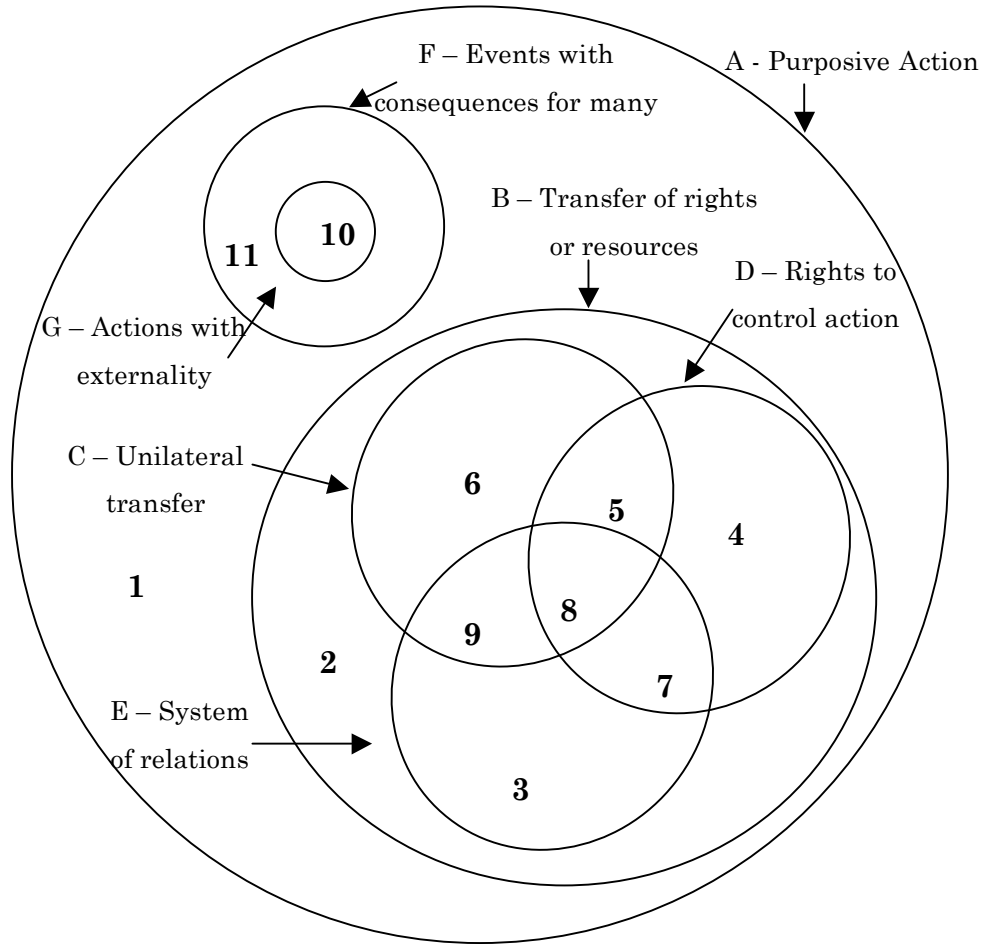 F – Events with
consequences for many
A - Purposive Action
B – Transfer of rights
or resources
10
11
D – Rights to
control action
G – Actions with
externality
C – Unilateral
transfer
6
5
4
1
8
9
2
7
E – System
of relations
3